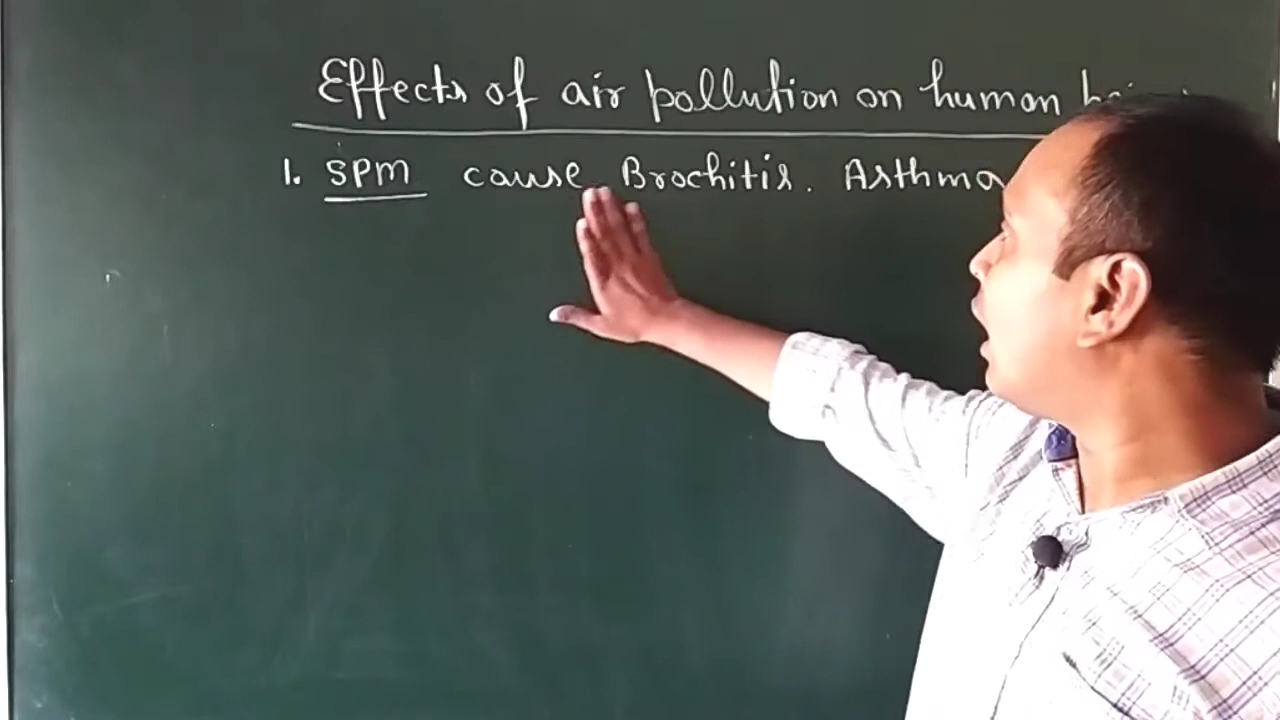 Effects of air pollution on human
1. SPM cause Brochitis. Asthma